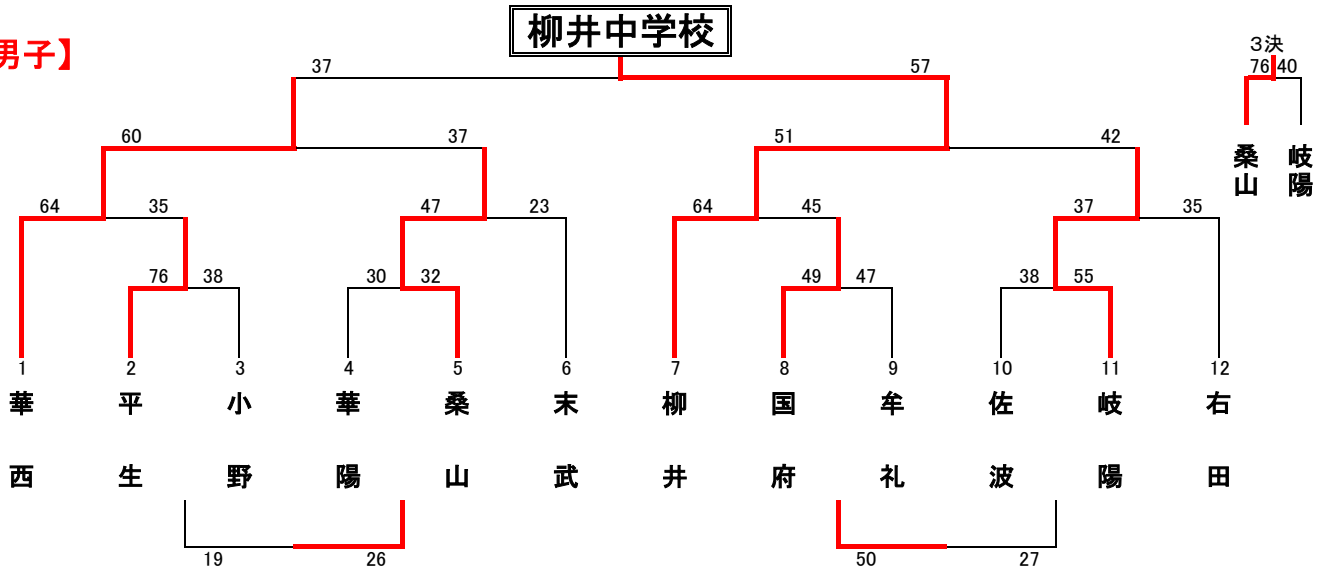 柳井中学校
男子】
3決
37 57 76 40
60 37 51 42
桑山 岐陽
64 35 47 23 64 45 37 35
76 38 30 32 49 47 38 55
1 2 3 4 5 6 7 8 9 10 11 12
華西 平生 小野 華陽 桑山 末武 柳井 国府 牟礼 佐波 岐陽 右田
19 26 50 27